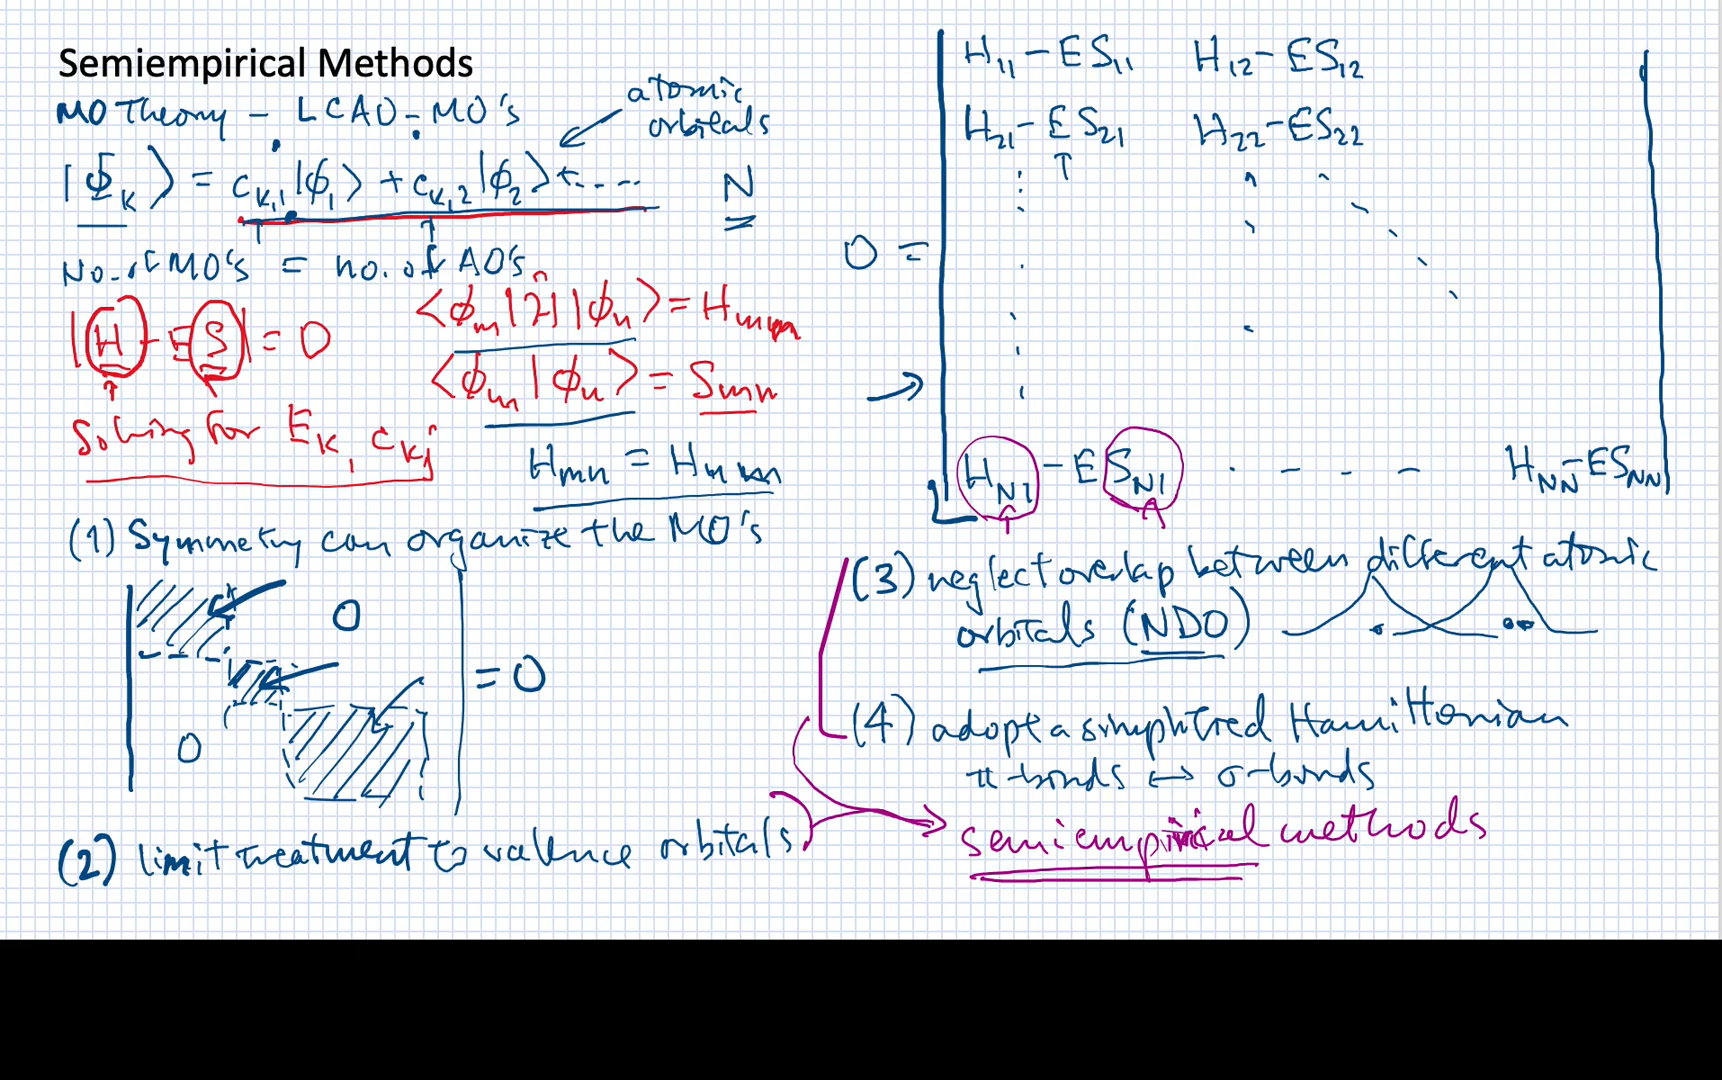 Semiempirical Methods
MO Theory - LCAO - MO's
atomic
orbitals
|Φ_k⟩ = c_k,1 |ϕ_1⟩ + c_k,2 |ϕ_2⟩ + .... N
No. of MO's = no. of AO's
|H - ES| = 0
⟨ϕ_m|Ĥ|ϕ_n⟩ = H_mn
⟨ϕ_m|ϕ_n⟩ = S_mn
Solving for E_k, c_kj
H_mn = H_nm
(1) Symmetry can organize the MO's
0
0
= 0
(2) limit treatment to valence orbitals
H_11 - ES_11 H_12 - ES_12
H_21 - ES_21 H_22 - ES_22
0 =
H_N1 - ES_N1 . - - - H_NN - ES_NN
(3) neglect overlap between different atomic
orbitals (NDO)
(4) adopt a simplified Hamiltonian
π-bonds ↔ σ-bonds
semiempirical methods